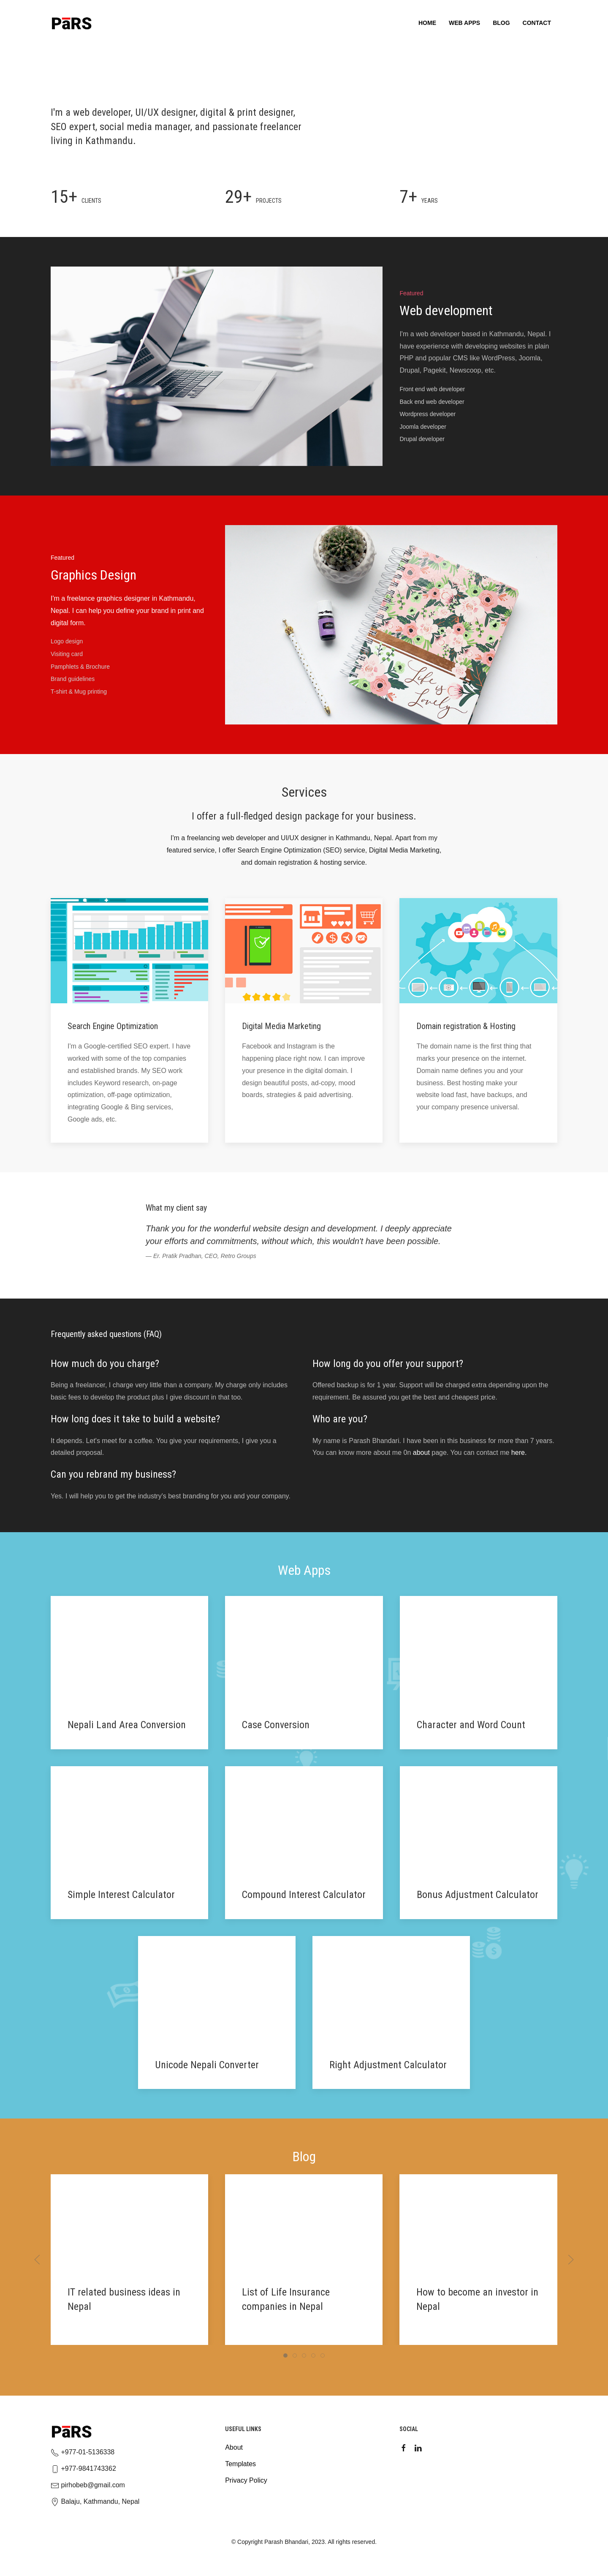 PaRS
HOME WEB APPS BLOG CONTACT
I'm a web developer, UI/UX designer, digital & print designer,
SEO expert, social media manager, and passionate freelancer
living in Kathmandu.
15+ CLIENTS
29+ PROJECTS
7+ YEARS
Featured
Web development
I'm a web developer based in Kathmandu, Nepal. I
have experience with developing websites in plain
PHP and popular CMS like WordPress, Joomla,
Drupal, Pagekit, Newscoop, etc.
Front end web developer
Back end web developer
Wordpress developer
Joomla developer
Drupal developer
Featured
Graphics Design
I'm a freelance graphics designer in Kathmandu,
Nepal. I can help you define your brand in print and
digital form.
Logo design
Visiting card
Pamphlets & Brochure
Brand guidelines
T-shirt & Mug printing
Life is
Lovely
Services
I offer a full-fledged design package for your business.
I'm a freelancing web developer and UI/UX designer in Kathmandu, Nepal. Apart from my
featured service, I offer Search Engine Optimization (SEO) service, Digital Media Marketing,
and domain registration & hosting service.
Search Engine Optimization
I'm a Google-certified SEO expert. I have
worked with some of the top companies
and established brands. My SEO work
includes Keyword research, on-page
optimization, off-page optimization,
integrating Google & Bing services,
Google ads, etc.
Digital Media Marketing
Facebook and Instagram is the
happening place right now. I can improve
your presence in the digital domain. I
design beautiful posts, ad-copy, mood
boards, strategies & paid advertising.
Domain registration & Hosting
The domain name is the first thing that
marks your presence on the internet.
Domain name defines you and your
business. Best hosting make your
website load fast, have backups, and
your company presence universal.
What my client say
Thank you for the wonderful website design and development. I deeply appreciate
your efforts and commitments, without which, this wouldn't have been possible.
— Er. Pratik Pradhan, CEO, Retro Groups
Frequently asked questions (FAQ)
How much do you charge?
Being a freelancer, I charge very little than a company. My charge only includes
basic fees to develop the product plus I give discount in that too.
How long does it take to build a website?
It depends. Let's meet for a coffee. You give your requirements, I give you a
detailed proposal.
Can you rebrand my business?
Yes. I will help you to get the industry's best branding for you and your company.
How long do you offer your support?
Offered backup is for 1 year. Support will be charged extra depending upon the
requirement. Be assured you get the best and cheapest price.
Who are you?
My name is Parash Bhandari. I have been in this business for more than 7 years.
You can know more about me 0n about page. You can contact me here.
Web Apps
Nepali Land Area Conversion
Case Conversion
Character and Word Count
Simple Interest Calculator
Compound Interest Calculator
Bonus Adjustment Calculator
Unicode Nepali Converter
Right Adjustment Calculator
Blog
IT related business ideas in
Nepal
List of Life Insurance
companies in Nepal
How to become an investor in
Nepal
PaRS
+977-01-5136338
+977-9841743362
pirhobeb@gmail.com
Balaju, Kathmandu, Nepal
USEFUL LINKS
About
Templates
Privacy Policy
SOCIAL
© Copyright Parash Bhandari, 2023. All rights reserved.